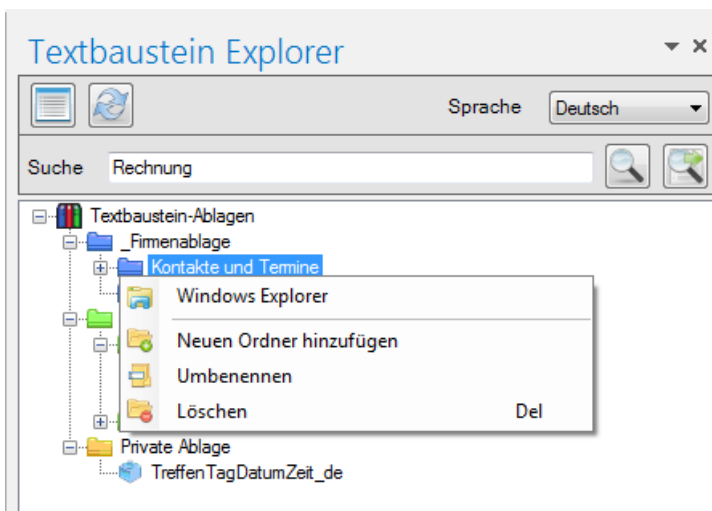 Textbaustein Explorer
Sprache Deutsch
Suche Rechnung
Textbaustein-Ablagen
_Firmenablage
Kontakte und Termine
Windows Explorer
Neuen Ordner hinzufügen
Umbenennen
Löschen Del
Private Ablage
TreffenTagDatumZeit_de